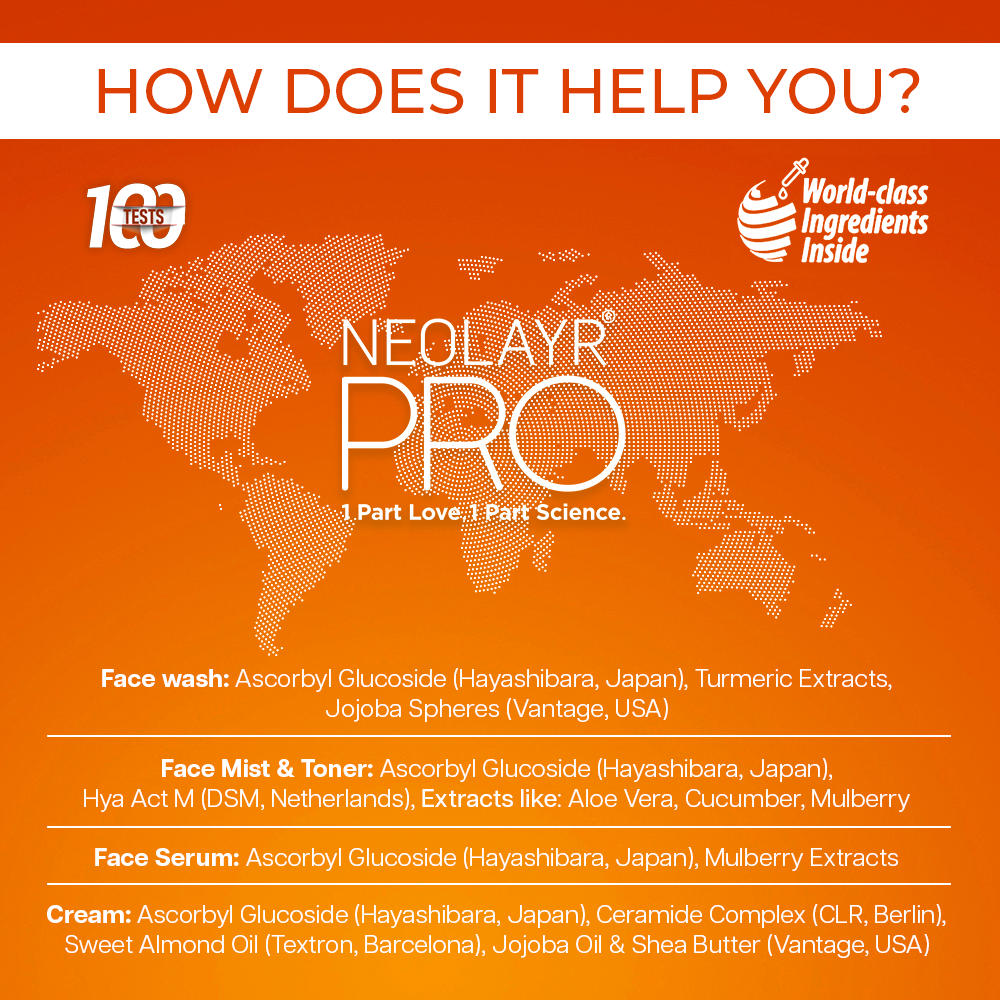 HOW DOES IT HELP YOU?
100
TESTS
World-class
Ingredients
Inside
NEOLAYR®
PRO
1 Part Love. 1 Part Science.
Face wash: Ascorbyl Glucoside (Hayashibara, Japan), Turmeric Extracts,
Jojoba Spheres (Vantage, USA)
Face Mist & Toner: Ascorbyl Glucoside (Hayashibara, Japan),
Hya Act M (DSM, Netherlands), Extracts like: Aloe Vera, Cucumber, Mulberry
Face Serum: Ascorbyl Glucoside (Hayashibara, Japan), Mulberry Extracts
Cream: Ascorbyl Glucoside (Hayashibara, Japan), Ceramide Complex (CLR, Berlin),
Sweet Almond Oil (Textron, Barcelona), Jojoba Oil & Shea Butter (Vantage, USA)